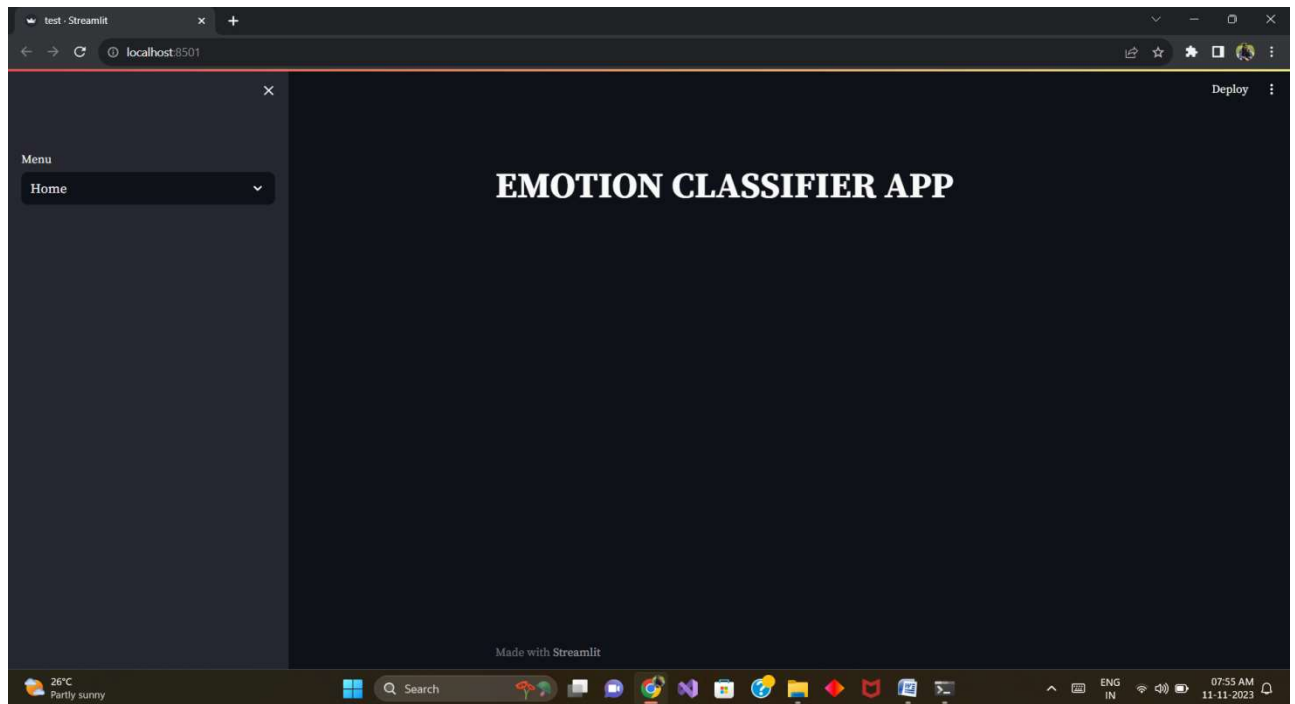 test · Streamlit
localhost:8501
Deploy
Menu
Home
EMOTION CLASSIFIER APP
Made with Streamlit
26°C
Partly sunny
Search
ENG
IN
07:55 AM
11-11-2023